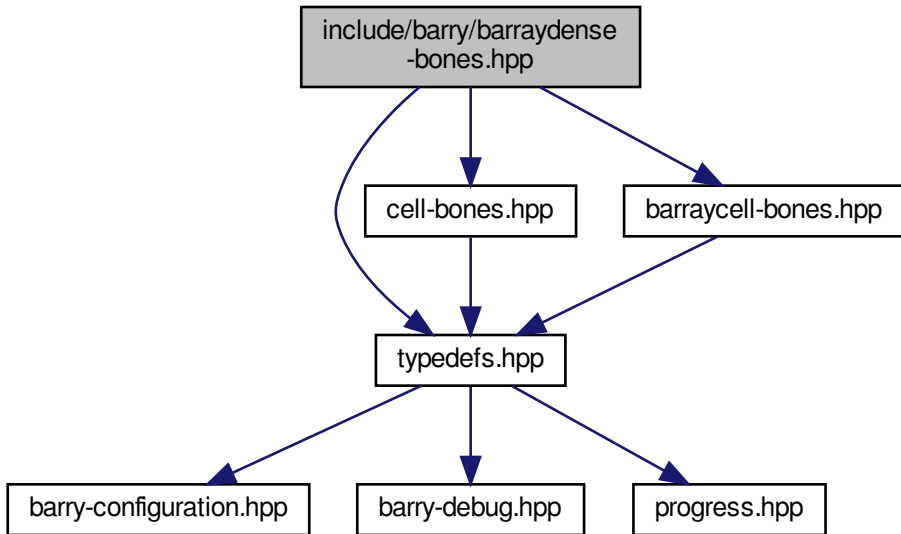 include/barry/barraydense
-bones.hpp
cell-bones.hpp
barraycell-bones.hpp
typedefs.hpp
barry-configuration.hpp
barry-debug.hpp
progress.hpp